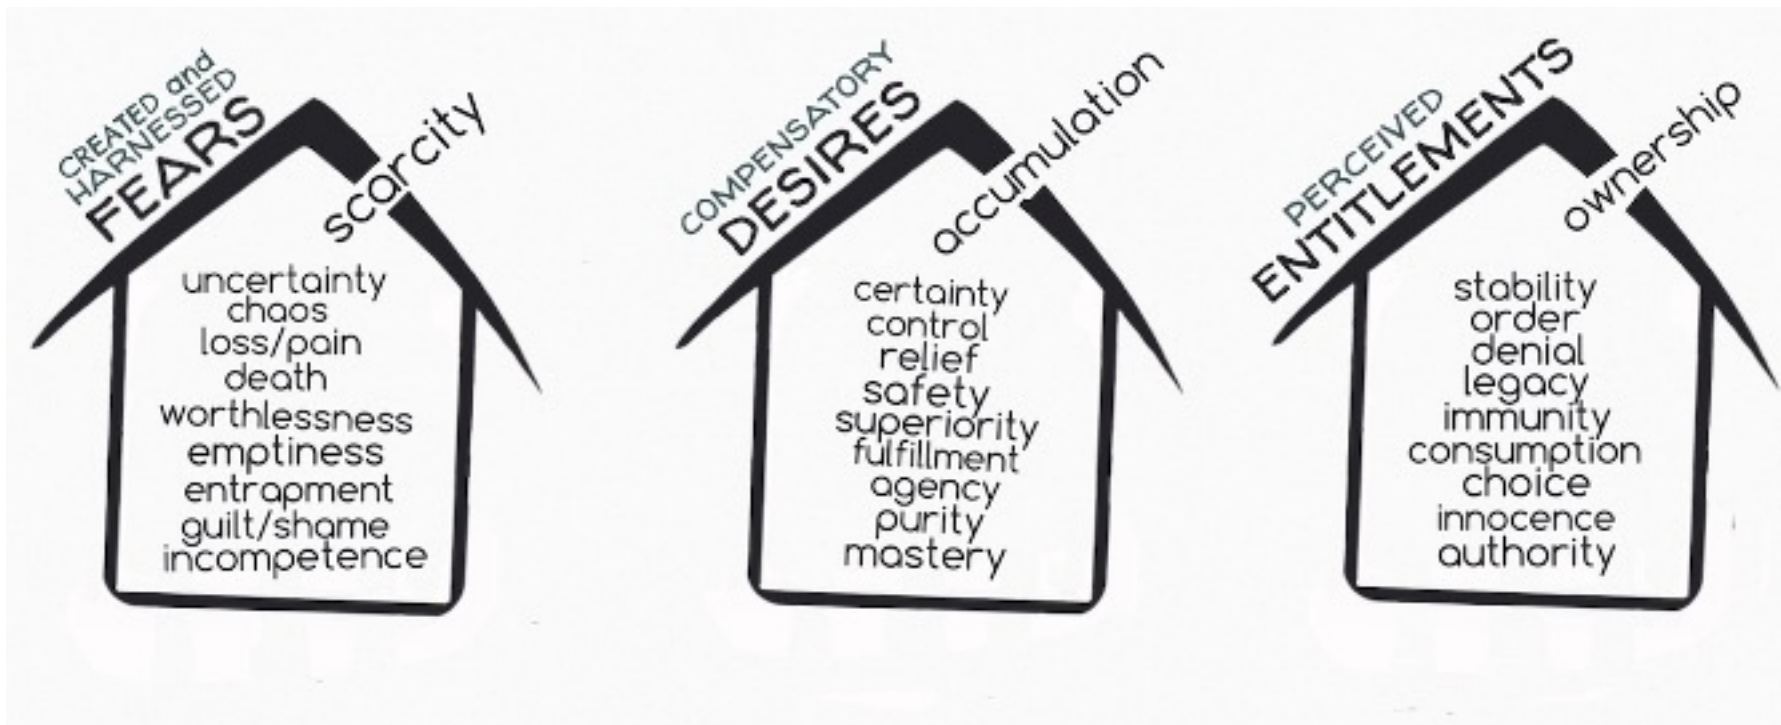 CREATED and
HARNESSED
FEARS
scarcity
uncertainty
chaos
loss/pain
death
worthlessness
emptiness
entrapment
guilt/shame
incompetence
COMPENSATORY
DESIRES
accumulation
certainty
control
relief
safety
superiority
fulfillment
agency
purity
mastery
PERCEIVED
ENTITLEMENTS
ownership
stability
order
denial
legacy
immunity
consumption
choice
innocence
authority